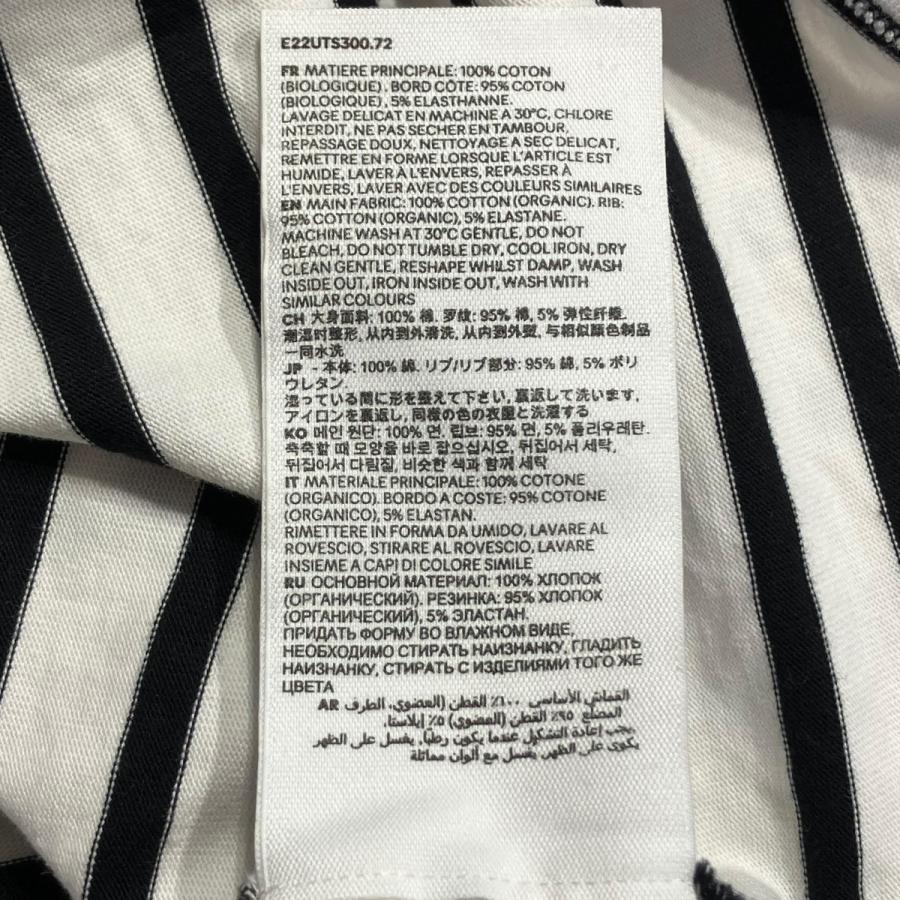 E22UTS300.72
FR MATIERE PRINCIPALE: 100% COTON
(BIOLOGIQUE). BORD CÔTE: 95% COTON
(BIOLOGIQUE), 5% ELASTHANNE.
LAVAGE DELICAT EN MACHINE A 30°C, CHLORE
INTERDIT, NE PAS SECHER EN TAMBOUR,
REPASSAGE DOUX, NETTOYAGE A SEC DELICAT,
REMETTRE EN FORME LORSQUE L'ARTICLE EST
HUMIDE, LAVER À L'ENVERS, REPASSER À
L'ENVERS, LAVER AVEC DES COULEURS SIMILAIRES
EN MAIN FABRIC: 100% COTTON (ORGANIC). RIB:
95% COTTON (ORGANIC), 5% ELASTANE.
MACHINE WASH AT 30°C GENTLE, DO NOT
BLEACH, DO NOT TUMBLE DRY, COOL IRON, DRY
CLEAN GENTLE, RESHAPE WHILST DAMP, WASH
INSIDE OUT, IRON INSIDE OUT, WASH WITH
SIMILAR COLOURS
CH 大身面料: 100% 棉. 罗纹: 95% 棉, 5% 弹性纤维.
潮湿时整形, 从内到外清洗, 从内到外熨, 与相似颜色制品
一同水洗
JP - 本体: 100% 綿. リブ/リブ部分: 95% 綿, 5% ポリ
ウレタン
湿っている間に形を整えて下さい, 裏返して洗います,
アイロンを裏返し, 同様の色の衣服と洗濯する
KO 메인 원단: 100% 면, 립브: 95% 면, 5% 폴리우레탄.
축축할 때 모양을 바로 잡으십시오, 뒤집어서 세탁,
뒤집어서 다림질, 비슷한 색과 함께 세탁
IT MATERIALE PRINCIPALE: 100% COTONE
(ORGANICO). BORDO A COSTE: 95% COTONE
(ORGANICO), 5% ELASTAN.
RIMETTERE IN FORMA DA UMIDO, LAVARE AL
ROVESCIO, STIRARE AL ROVESCIO, LAVARE
INSIEME A CAPI DI COLORE SIMILE
RU ОСНОВНОЙ МАТЕРИАЛ: 100% ХЛОПОК
(ОРГАНИЧЕСКИЙ). РЕЗИНКА: 95% ХЛОПОК
(ОРГАНИЧЕСКИЙ), 5% ЭЛАСТАН.
ПРИДАТЬ ФОРМУ ВО ВЛАЖНОМ ВИДЕ,
НЕОБХОДИМО СТИРАТЬ НАИЗНАНКУ, ГЛАДИТЬ
НАИЗНАНКУ, СТИРАТЬ С ИЗДЕЛИЯМИ ТОГО ЖЕ
ЦВЕТА
AR القماش الأساسي ١٠٠٪ القطن (العضوي، الطرف
المضلّع ٩٥٪ القطن (العضوي) ٥٪ إيلاستا.
يجب إعادة التشكيل عندما يكون رطباً، يغسل على الظهر
يكوى على الظهر، يغسل مع ألوان مماثلة